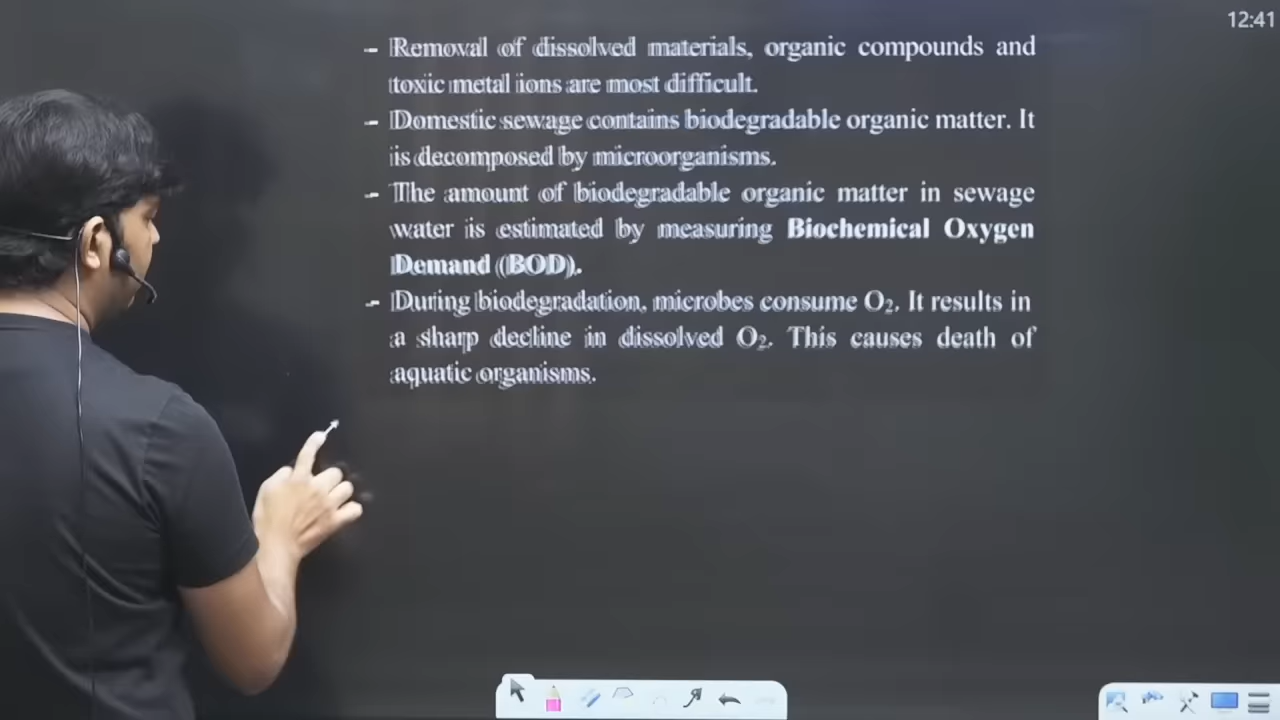 12:41
- Removal of dissolved materials, organic compounds and
toxic metal ions are most difficult.
- Domestic sewage contains biodegradable organic matter. It
is decomposed by microorganisms.
- The amount of biodegradable organic matter in sewage
water is estimated by measuring Biochemical Oxygen
Demand (BOD).
- During biodegradation, microbes consume O₂. It results in
a sharp decline in dissolved O₂. This causes death of
aquatic organisms.